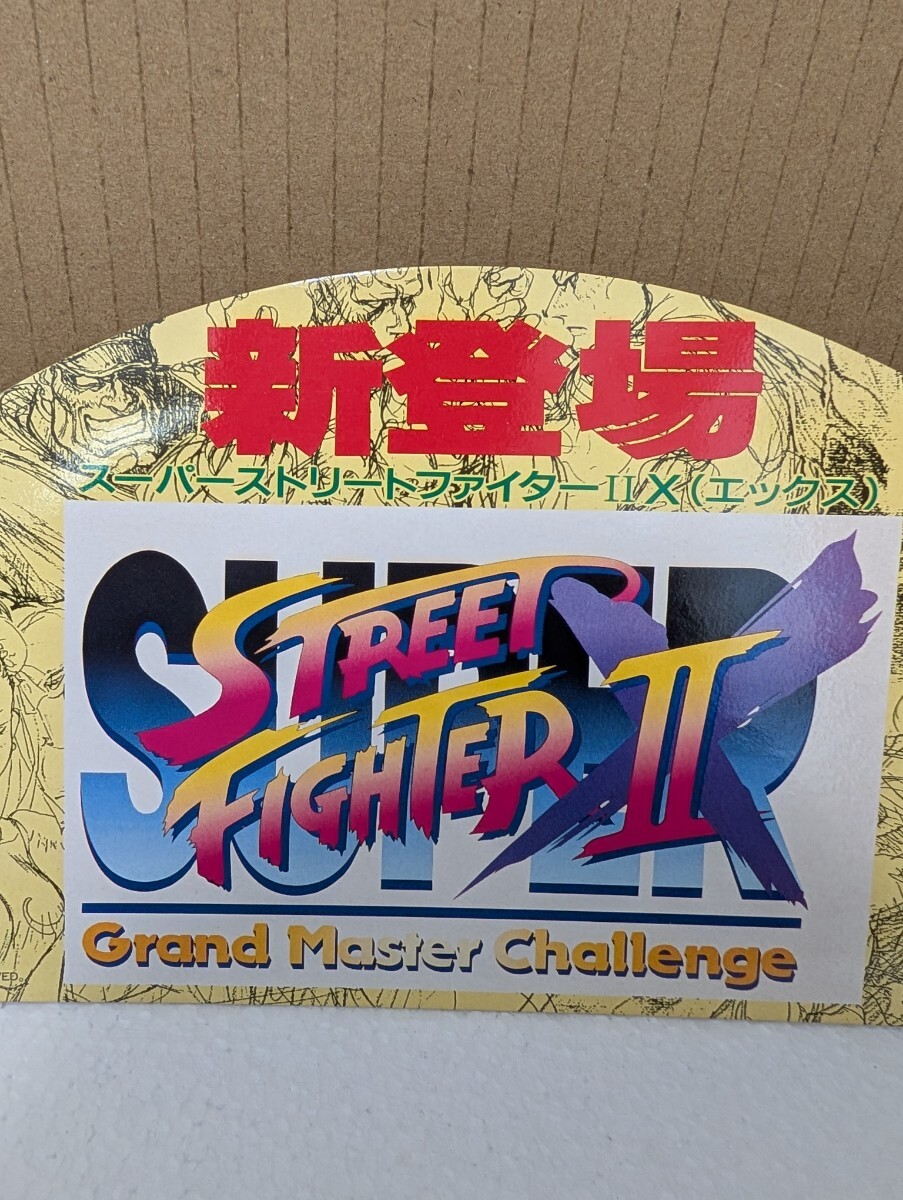 新登場
スーパーストリートファイターII X(エックス)
SUPER
STREET
FIGHTER II X
Grand Master Challenge
VED.